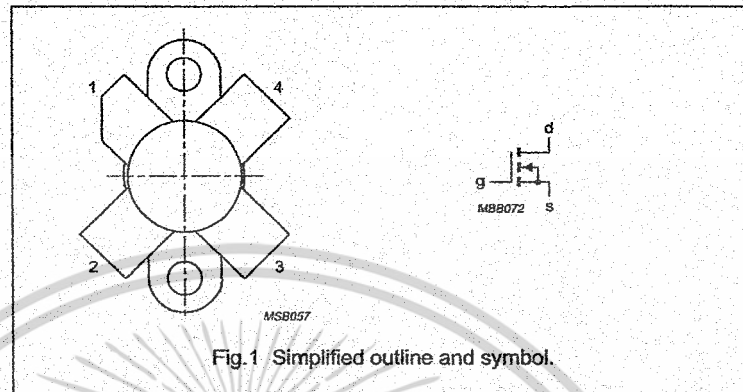 1
4
d
g
MBB072
s
2
3
MSB057
Fig.1 Simplified outline and symbol.